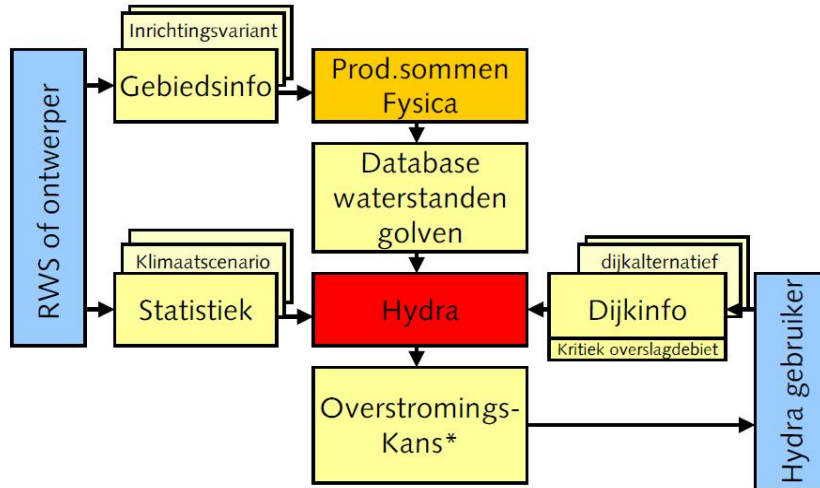 RWS of ontwerper
Inrichtingsvariant
Gebiedsinfo
Prod.sommen
Fysica
Database
waterstanden
golven
Klimaatscenario
Statistiek
Hydra
dijkalternatief
Dijkinfo
Kritiek overslagdebiet
Overstromings-
Kans*
Hydra gebruiker